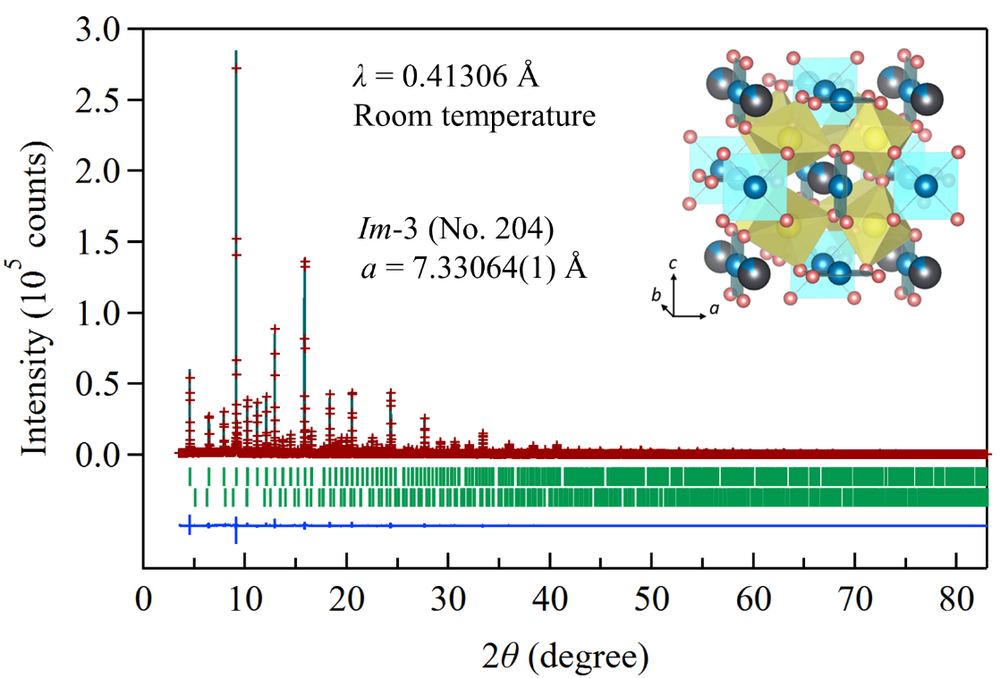 3.0
2.5
2.0
1.5
1.0
0.5
0.0
Intensity (10⁵ counts)
λ = 0.41306 Å
Room temperature
Im-3 (No. 204)
a = 7.33064(1) Å
c
b
a
0 10 20 30 40 50 60 70 80
2θ (degree)